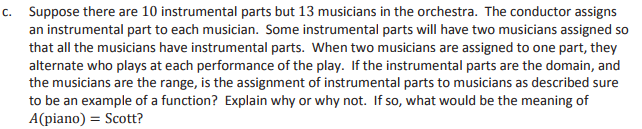 c. Suppose there are 10 instrumental parts but 13 musicians in the orchestra. The conductor assigns
an instrumental part to each musician. Some instrumental parts will have two musicians assigned so
that all the musicians have instrumental parts. When two musicians are assigned to one part, they
alternate who plays at each performance of the play. If the instrumental parts are the domain, and
the musicians are the range, is the assignment of instrumental parts to musicians as described sure
to be an example of a function? Explain why or why not. If so, what would be the meaning of
A(piano) = Scott?